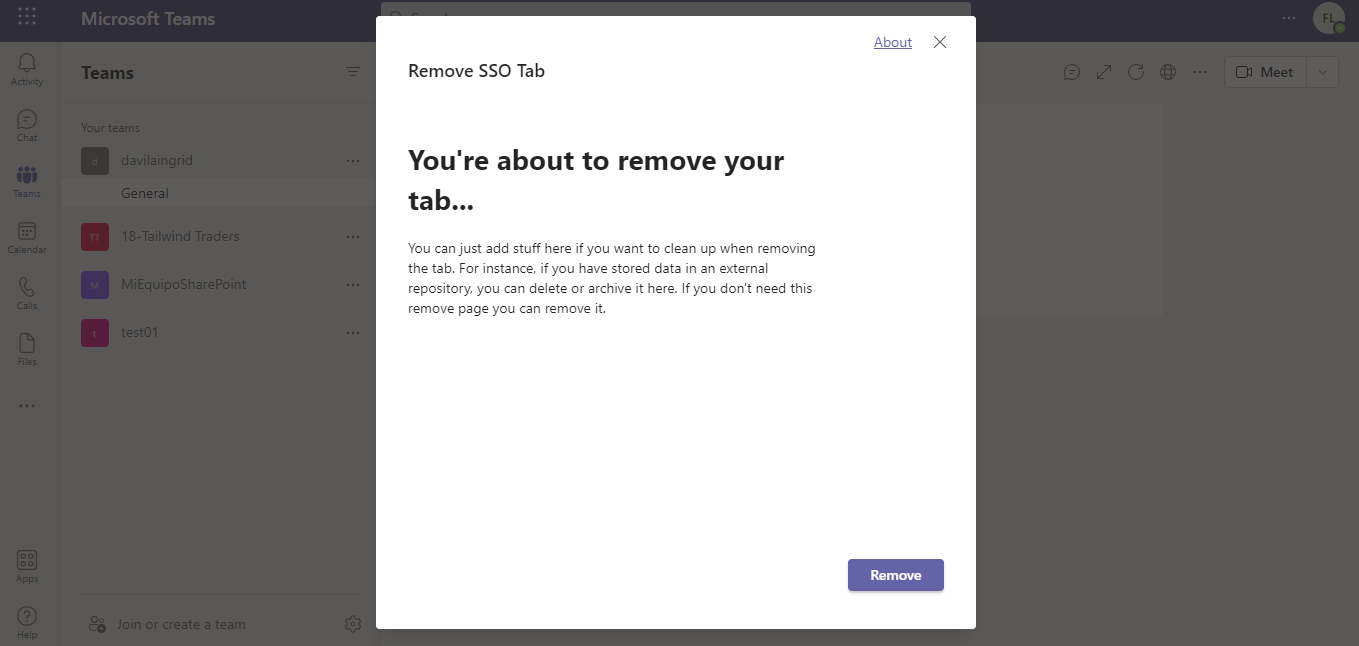 Microsoft Teams
FL
Activity
Chat
Teams
Calendar
Calls
Files
Apps
Help
Teams
Your teams
d davilaingrid
General
TT 18-Tailwind Traders
M MiEquipoSharePoint
t test01
Join or create a team
Meet
About
Remove SSO Tab
You're about to remove your
tab...
You can just add stuff here if you want to clean up when removing
the tab. For instance, if you have stored data in an external
repository, you can delete or archive it here. If you don't need this
remove page you can remove it.
Remove